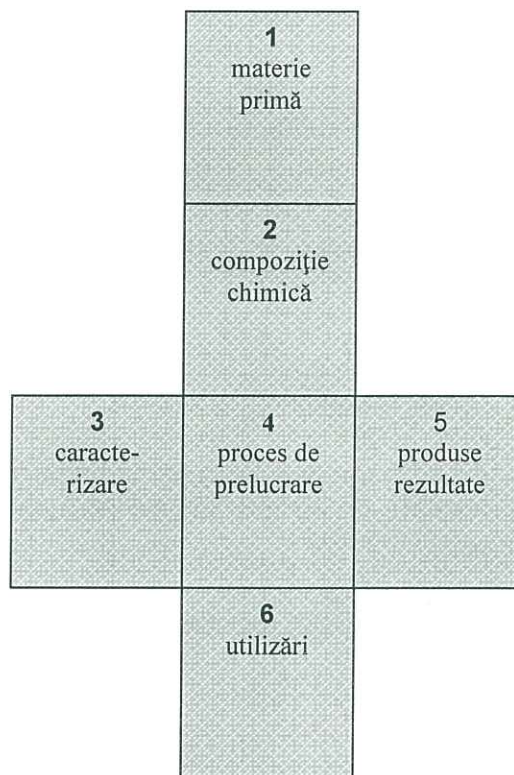 1
materie
primă
2
compoziţie
chimică
3
caracte-
rizare
4
proces de
prelucrare
5
produse
rezultate
6
utilizări